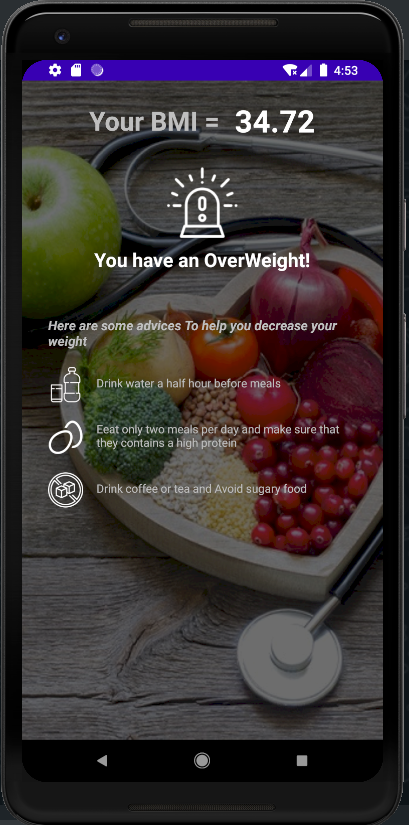 4:53
Your BMI = 34.72
You have an OverWeight!
Here are some advices To help you decrease your
weight
Drink water a half hour before meals
Eeat only two meals per day and make sure that
they contains a high protein
Drink coffee or tea and Avoid sugary food